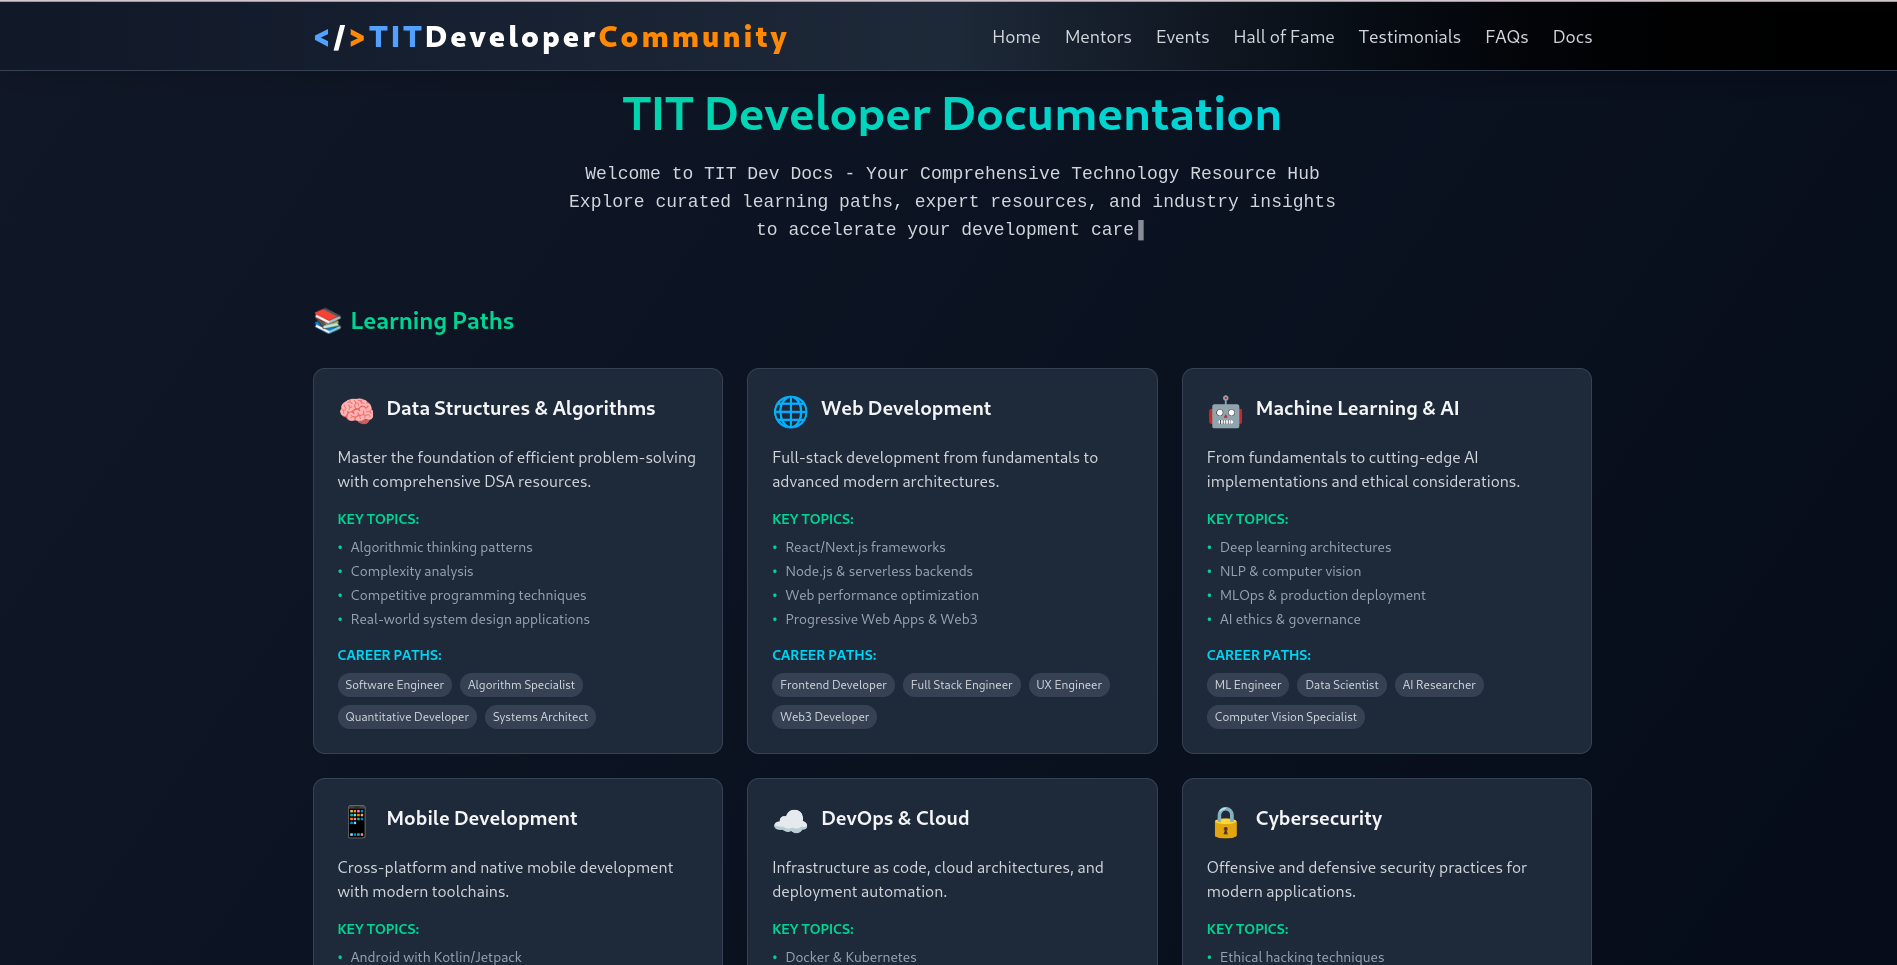 </>TITDeveloperCommunity
Home Mentors Events Hall of Fame Testimonials FAQs Docs
TIT Developer Documentation
Welcome to TIT Dev Docs - Your Comprehensive Technology Resource Hub
Explore curated learning paths, expert resources, and industry insights
to accelerate your development care
Learning Paths
Data Structures & Algorithms
Master the foundation of efficient problem-solving
with comprehensive DSA resources.
KEY TOPICS:
• Algorithmic thinking patterns
• Complexity analysis
• Competitive programming techniques
• Real-world system design applications
CAREER PATHS:
Software Engineer Algorithm Specialist
Quantitative Developer Systems Architect
Web Development
Full-stack development from fundamentals to
advanced modern architectures.
KEY TOPICS:
• React/Next.js frameworks
• Node.js & serverless backends
• Web performance optimization
• Progressive Web Apps & Web3
CAREER PATHS:
Frontend Developer Full Stack Engineer UX Engineer
Web3 Developer
Machine Learning & AI
From fundamentals to cutting-edge AI
implementations and ethical considerations.
KEY TOPICS:
• Deep learning architectures
• NLP & computer vision
• MLOps & production deployment
• AI ethics & governance
CAREER PATHS:
ML Engineer Data Scientist AI Researcher
Computer Vision Specialist
Mobile Development
Cross-platform and native mobile development
with modern toolchains.
KEY TOPICS:
• Android with Kotlin/Jetpack
DevOps & Cloud
Infrastructure as code, cloud architectures, and
deployment automation.
KEY TOPICS:
• Docker & Kubernetes
Cybersecurity
Offensive and defensive security practices for
modern applications.
KEY TOPICS:
• Ethical hacking techniques